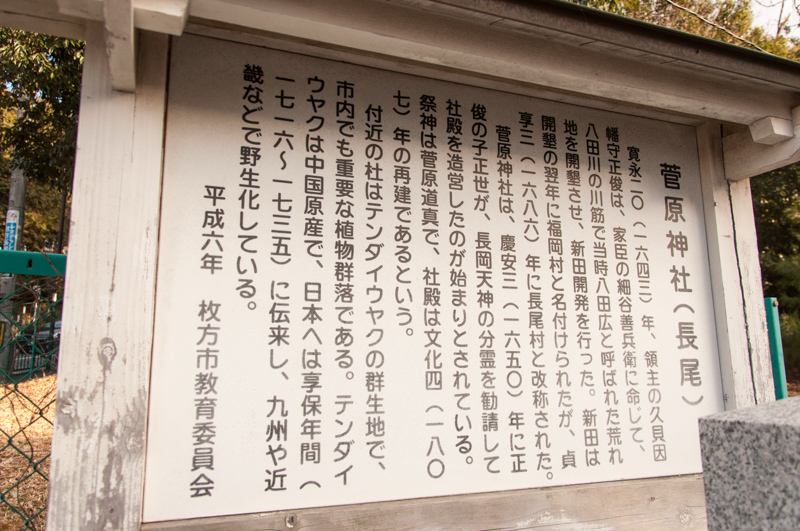 菅原神社(長尾)
寛永二〇(一六四三)年、領主の久貝因
幡守正俊は、家臣の細谷善兵衛に命じて、
八田川の川筋で当時八田広と呼ばれた荒れ
地を開墾させ、新田開発を行った。新田は
開墾の翌年に福岡村と名付けられたが、貞
享三(一六八六)年に長尾村と改称された。
菅原神社は、慶安三(一六五〇)年に正
俊の子正世が、長岡天神の分霊を勧請して
社殿を造営したのが始まりとされている。
祭神は菅原道真で、社殿は文化四(一八〇
七)年の再建であるという。
付近の杜はテンダイウヤクの群生地で、
市内でも重要な植物群落である。テンダイ
ウヤクは中国原産で、日本へは享保年間(
一七一六〜一七三五)に伝来し、九州や近
畿などで野生化している。
平成六年 枚方市教育委員会